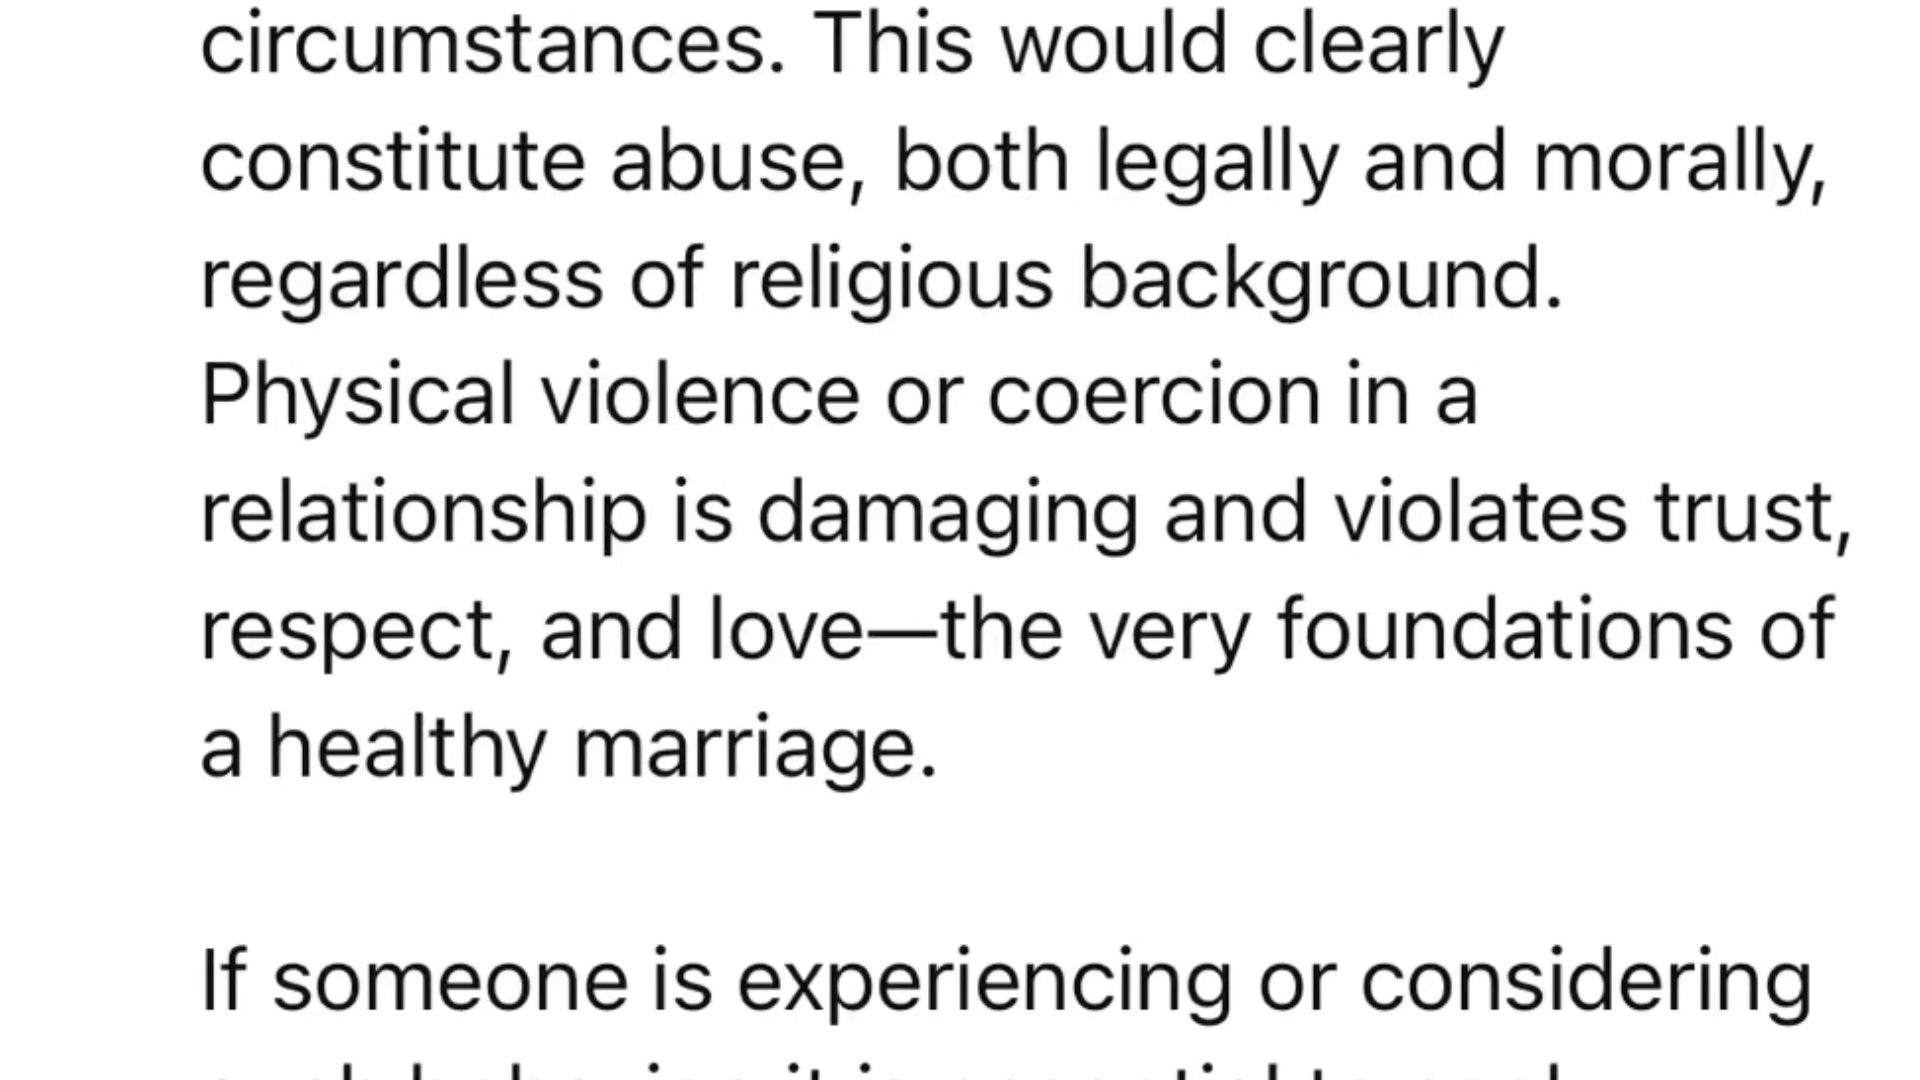 circumstances. This would clearly
constitute abuse, both legally and morally,
regardless of religious background.
Physical violence or coercion in a
relationship is damaging and violates trust,
respect, and love—the very foundations of
a healthy marriage.
If someone is experiencing or considering